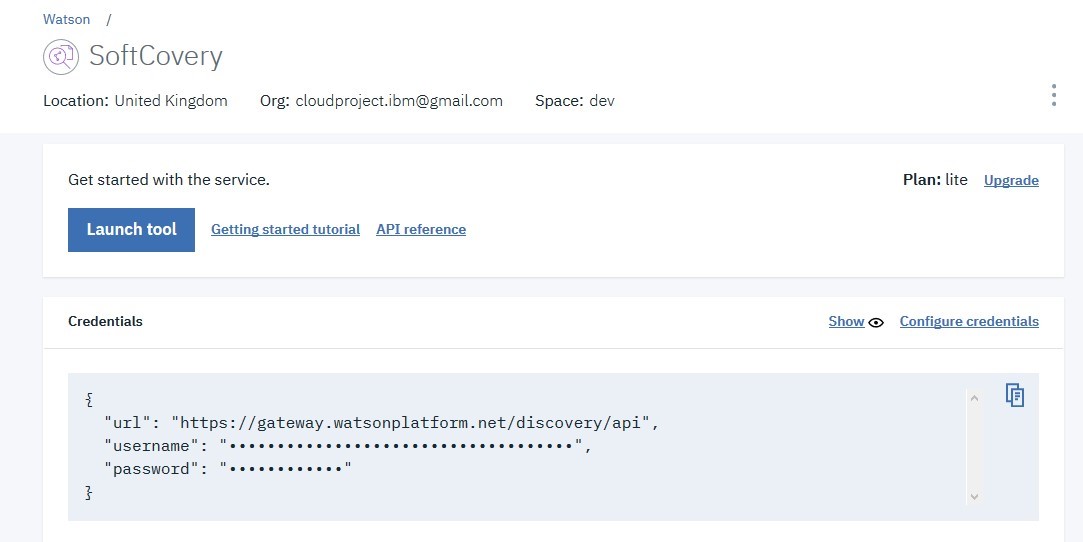 Watson /
SoftCovery
Location: United Kingdom Org: cloudproject.ibm@gmail.com Space: dev
Get started with the service. Plan: lite Upgrade
Launch tool Getting started tutorial API reference
Credentials Show Configure credentials
{
"url": "https://gateway.watsonplatform.net/discovery/api",
"username": "••••••••••••••••••••••••••••••••••••",
"password": "••••••••••••"
}